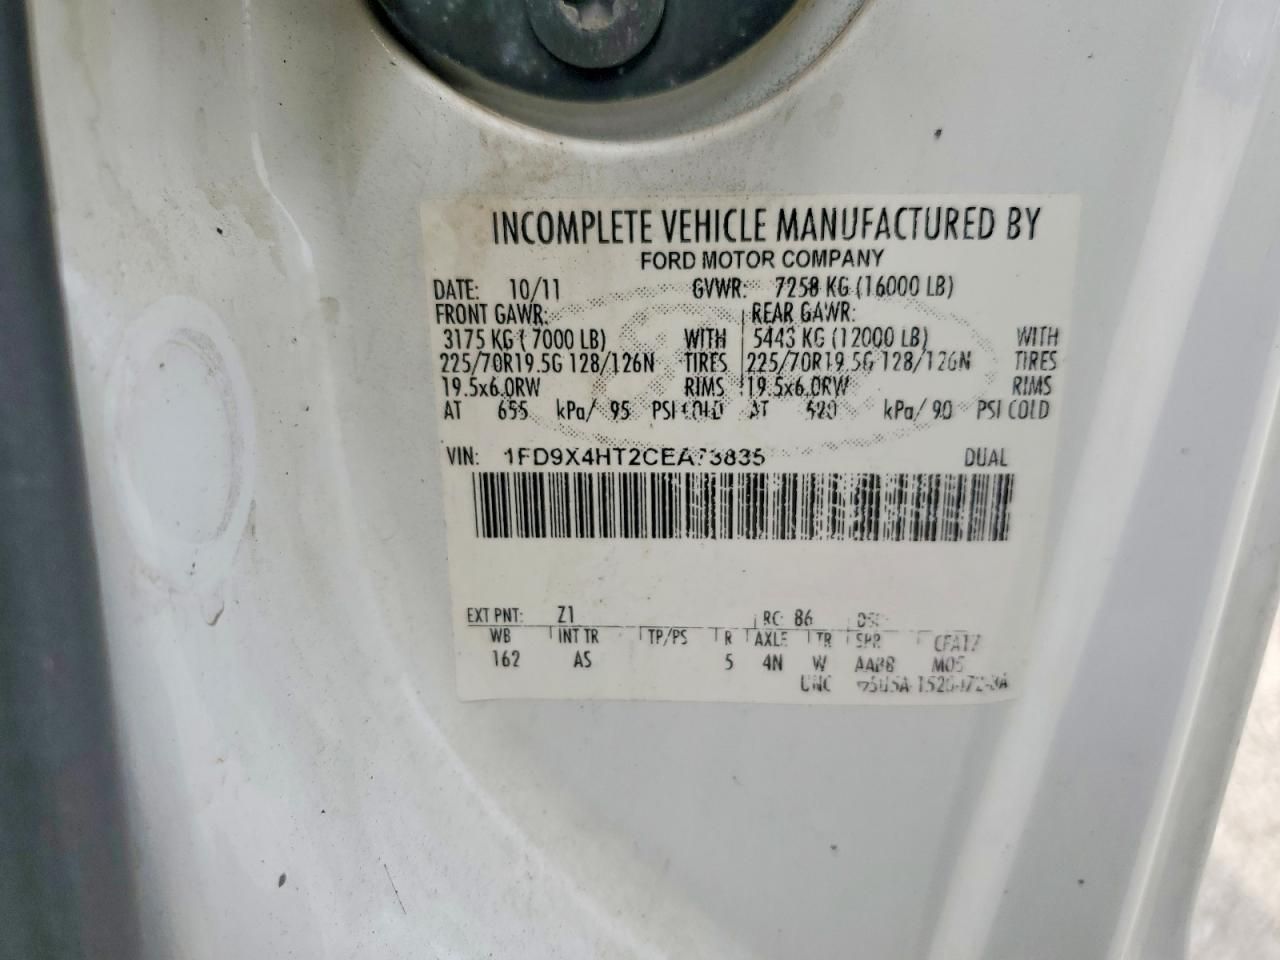 INCOMPLETE VEHICLE MANUFACTURED BY
FORD MOTOR COMPANY
DATE: 10/11 GVWR: 7258 KG (16000 LB)
FRONT GAWR: REAR GAWR:
3175 KG (7000 LB) WITH 5443 KG (12000 LB) WITH
225/70R19.5G 128/126N TIRES 225/70R19.5G 128/126N TIRES
19.5x6.0RW RIMS 19.5x6.0RW RIMS
AT 655 kPa/ 95 PSI COLD AT 620 kPa/ 90 PSI COLD
VIN: 1FD9X4HT2CEA73835 DUAL
EXT PNT: Z1 RC: 86
WB INT TR TP/PS R AXLE TR SPR
162 AS 5 4N W AABB
UNC